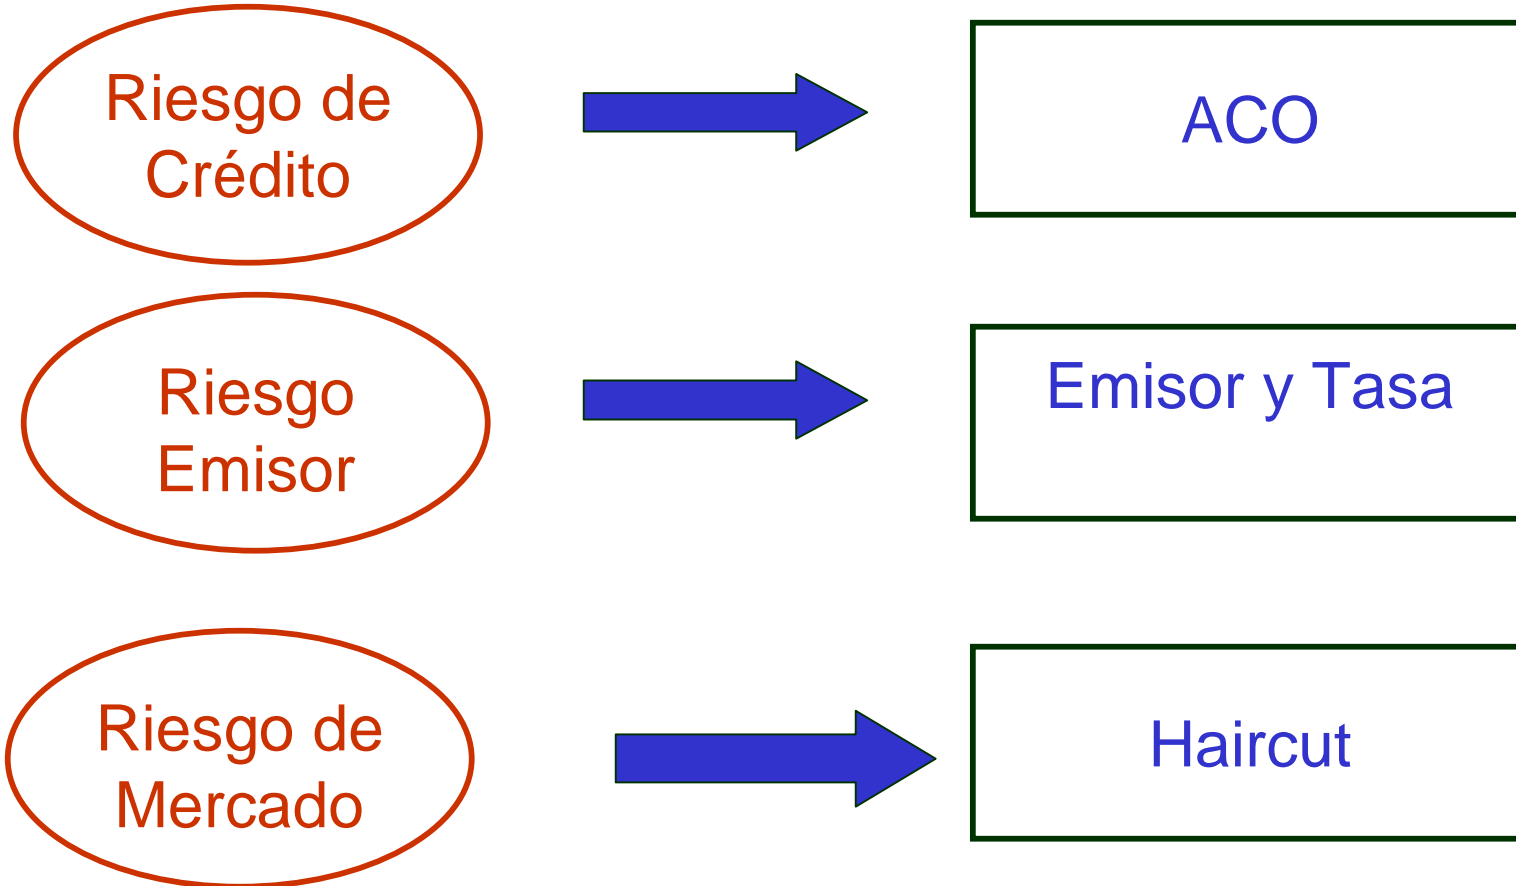 Riesgo de
Crédito
ACO
Riesgo
Emisor
Emisor y Tasa
Riesgo de
Mercado
Haircut